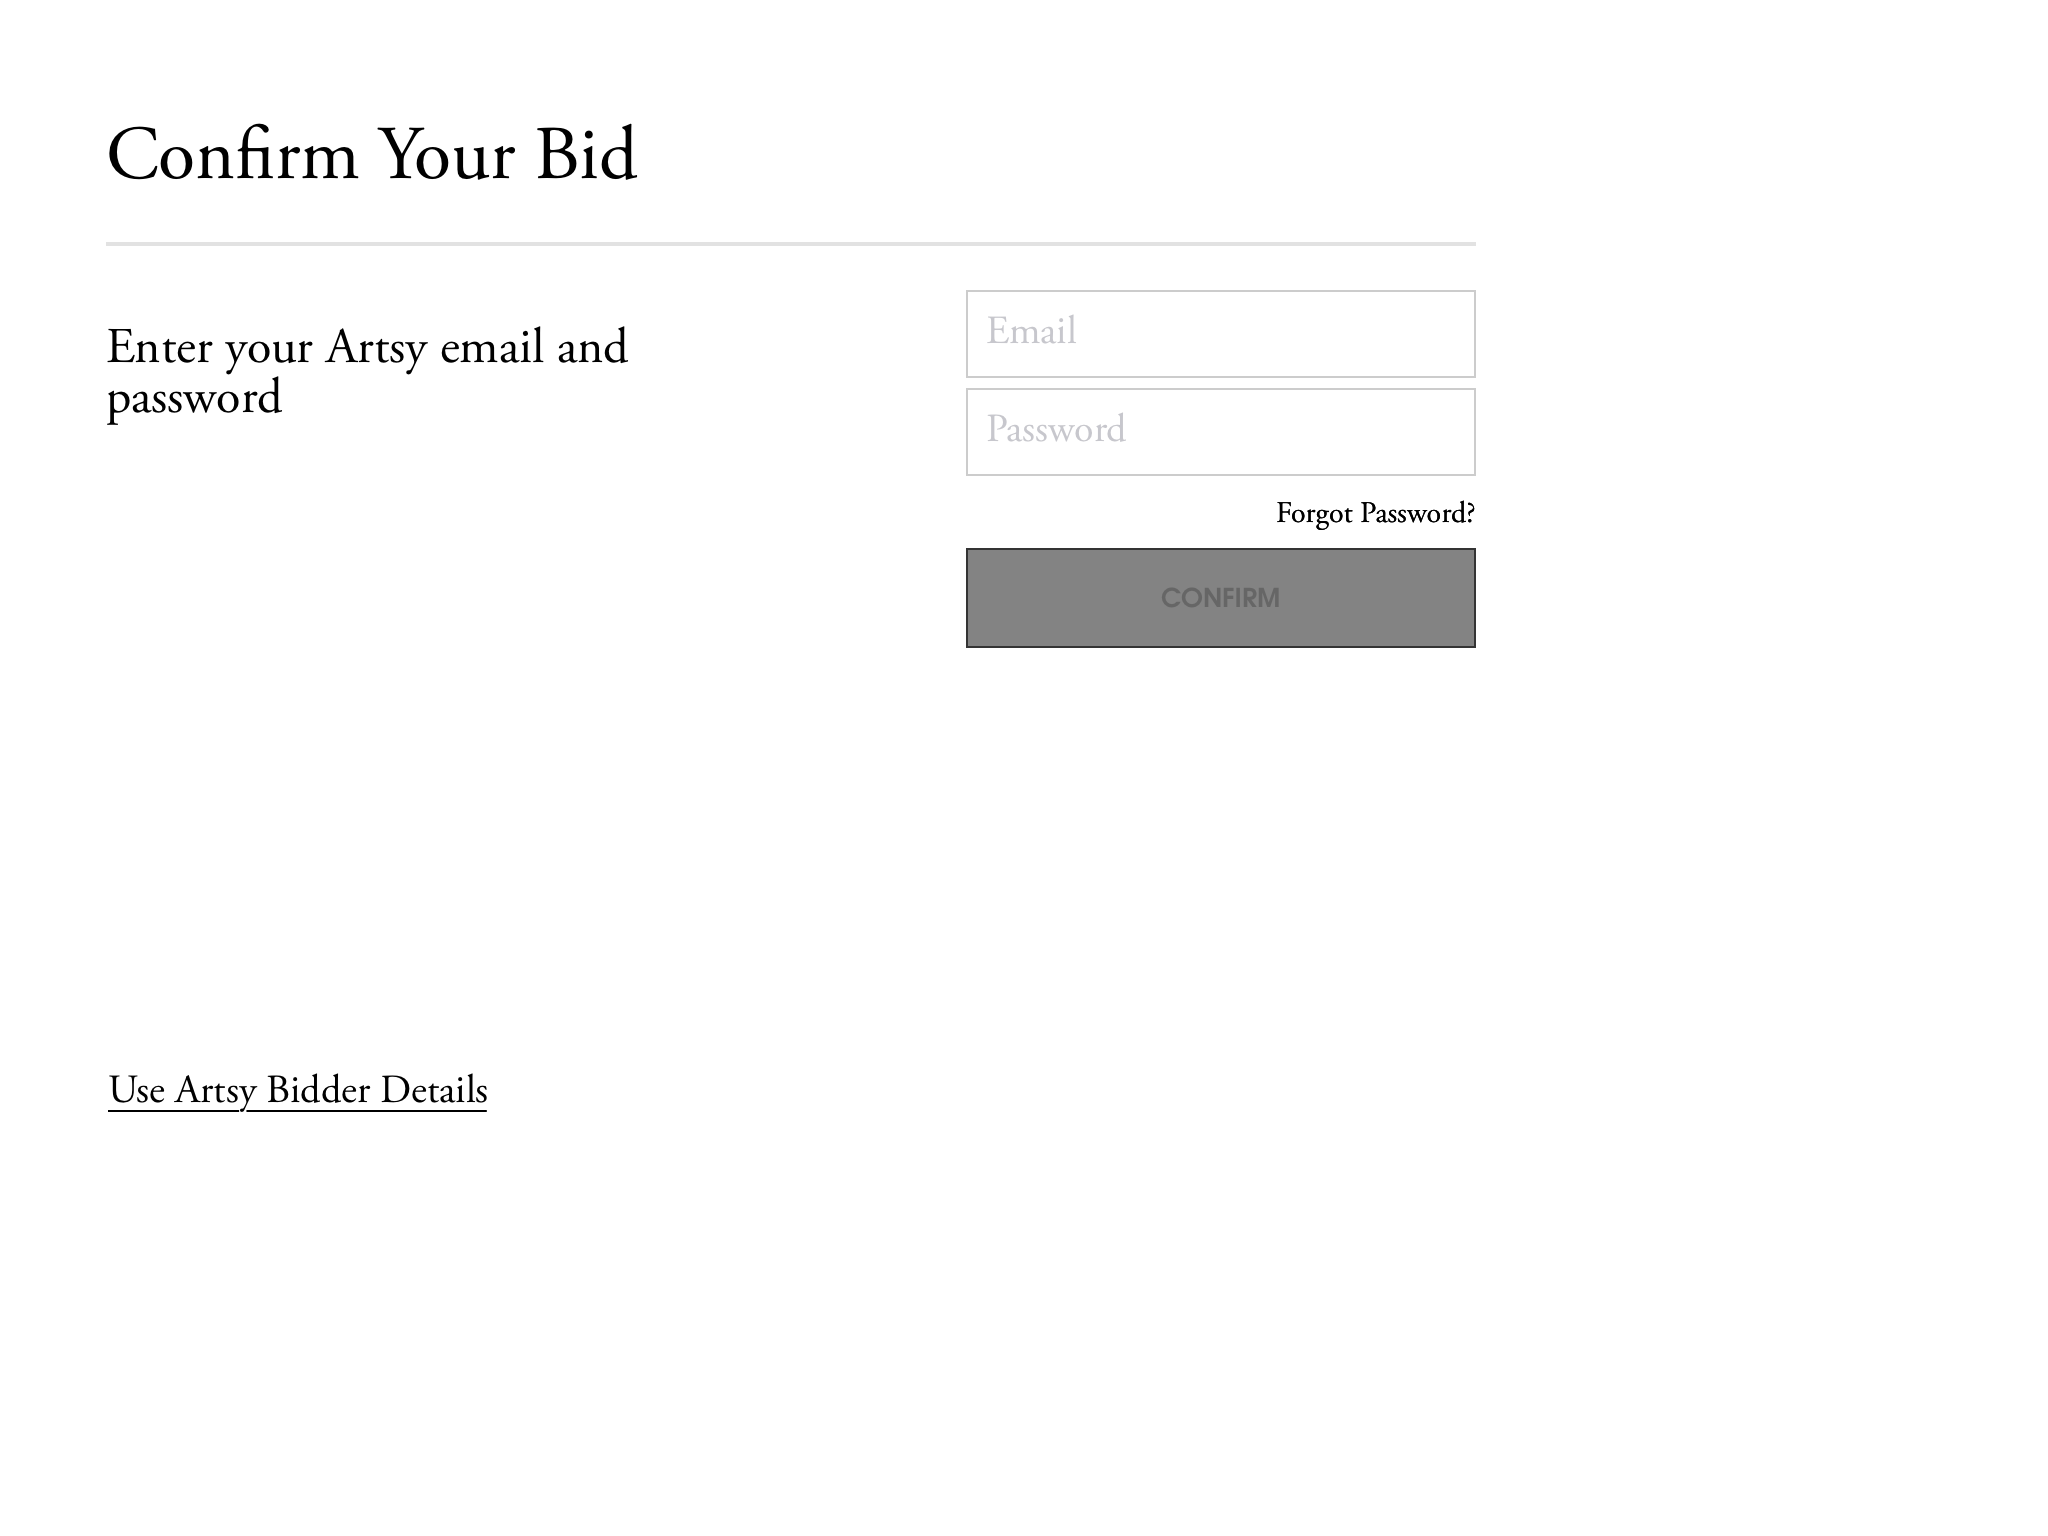 Confirm Your Bid
Enter your Artsy email and
password
Email
Password
Forgot Password?
CONFIRM
Use Artsy Bidder Details